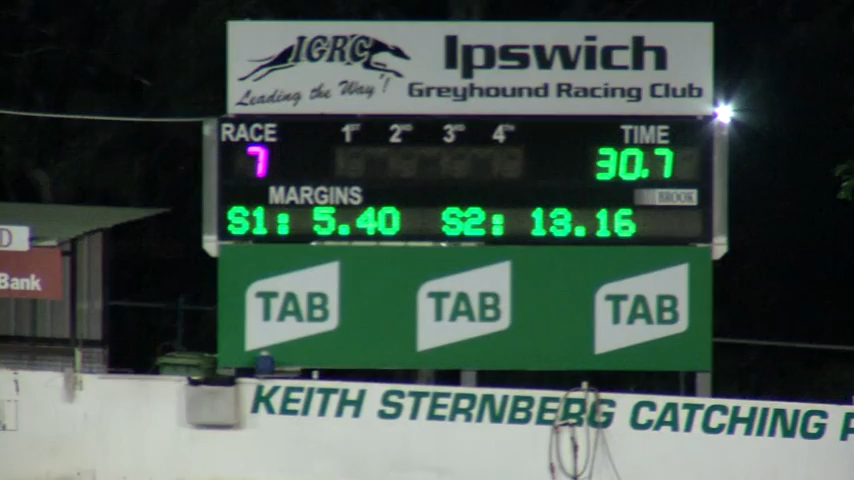 IGRC
Leading the Way!
Ipswich
Greyhound Racing Club
RACE 1ST 2ND 3RD 4TH TIME
7 30.7
MARGINS BROOK
S1: 5.40 S2: 13.16
TAB TAB TAB
D
Bank
KEITH STERNBERG CATCHING